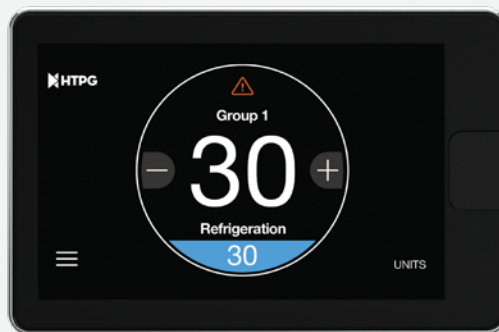 HTPG
Group 1
30
Refrigeration
30
UNITS